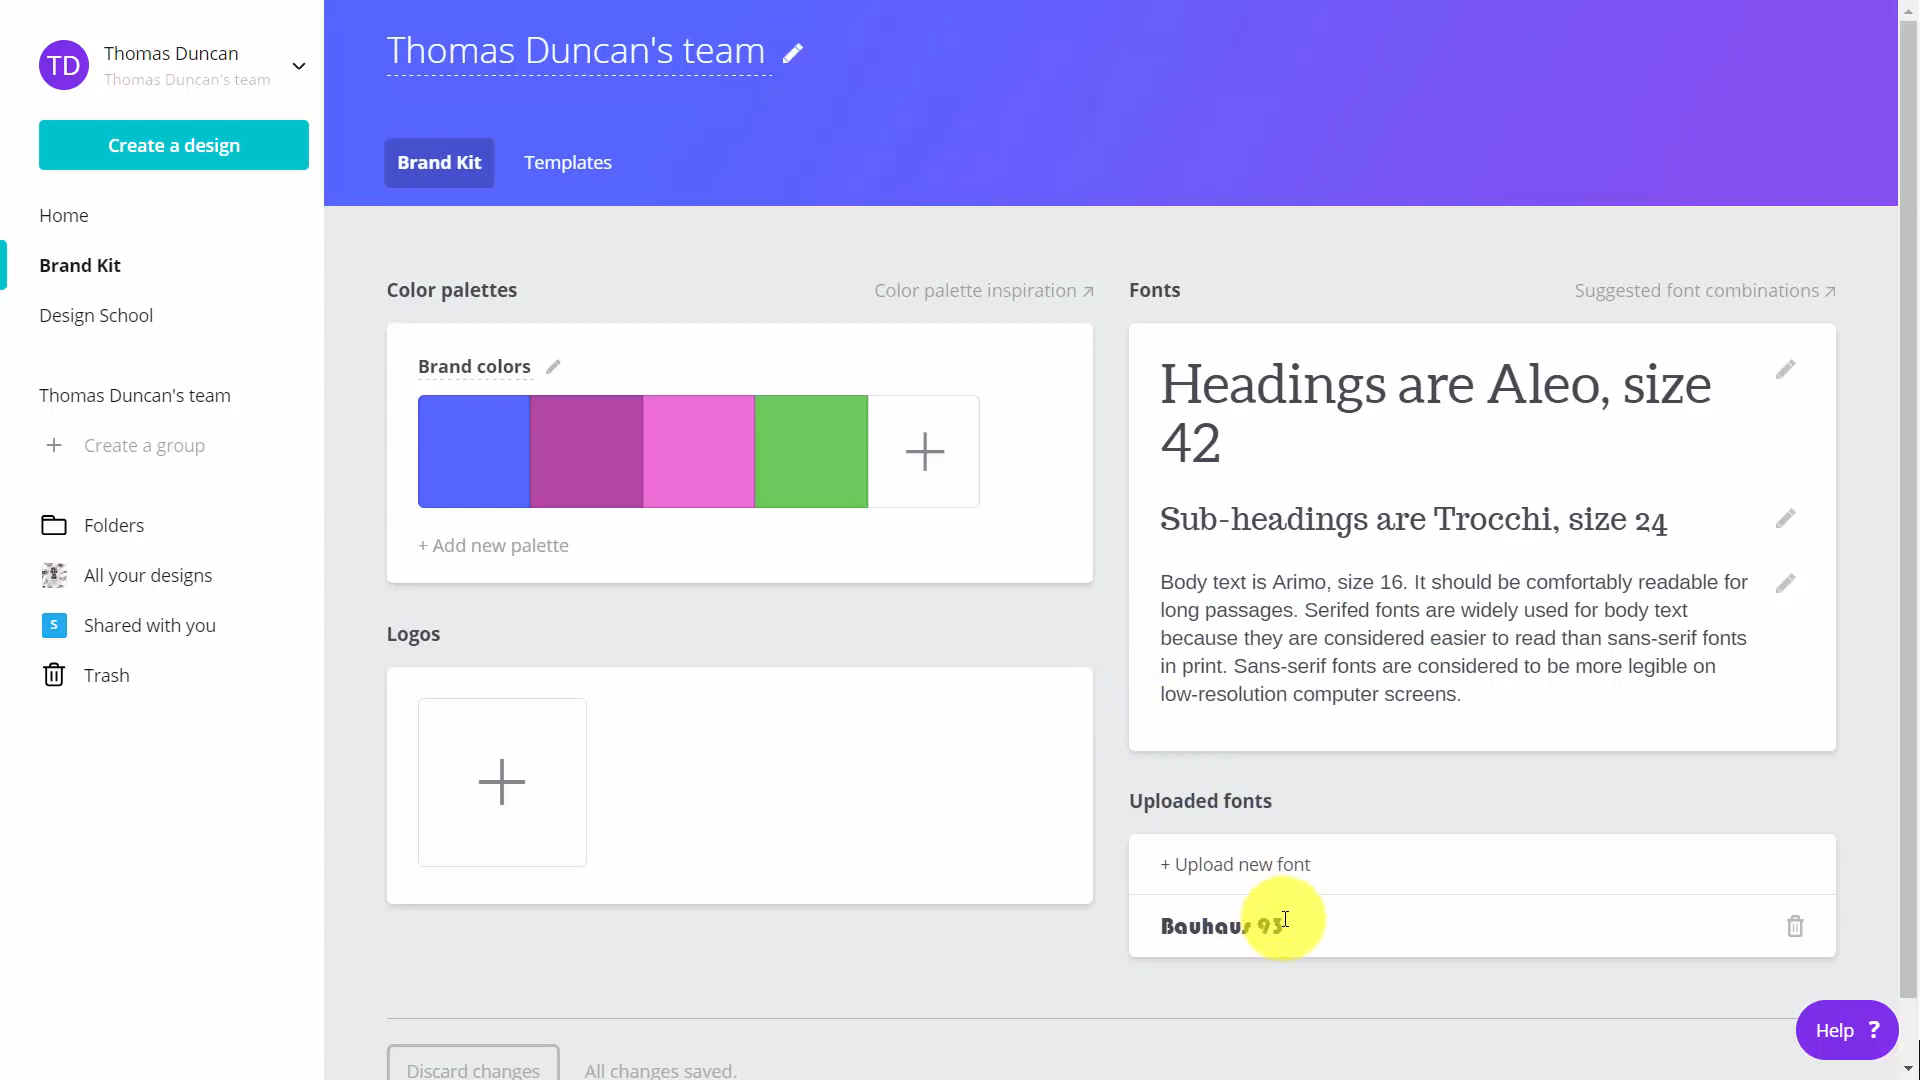 TD
Thomas Duncan
Thomas Duncan's team
Create a design
Home
Brand Kit
Design School
Thomas Duncan's team
+ Create a group
Folders
All your designs
S
Shared with you
Trash
Thomas Duncan's team
Brand Kit
Templates
Color palettes
Color palette inspiration ↗
Brand colors
+ Add new palette
Logos
Fonts
Suggested font combinations ↗
Headings are Aleo, size
42
Sub-headings are Trocchi, size 24
Body text is Arimo, size 16. It should be comfortably readable for
long passages. Serifed fonts are widely used for body text
because they are considered easier to read than sans-serif fonts
in print. Sans-serif fonts are considered to be more legible on
low-resolution computer screens.
Uploaded fonts
+ Upload new font
Bauhaus 93
Discard changes
All changes saved.
Help ?